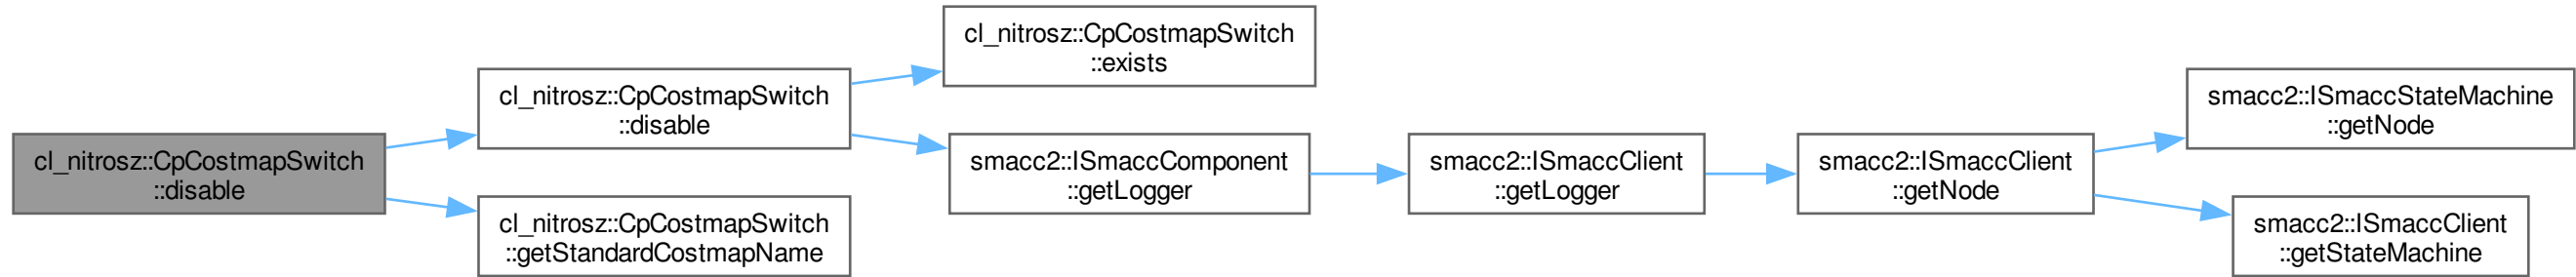 cl_nitrosz::CpCostmapSwitch
::disable
cl_nitrosz::CpCostmapSwitch
::disable
cl_nitrosz::CpCostmapSwitch
::getStandardCostmapName
cl_nitrosz::CpCostmapSwitch
::exists
smacc2::ISmaccComponent
::getLogger
smacc2::ISmaccClient
::getLogger
smacc2::ISmaccClient
::getNode
smacc2::ISmaccStateMachine
::getNode
smacc2::ISmaccClient
::getStateMachine